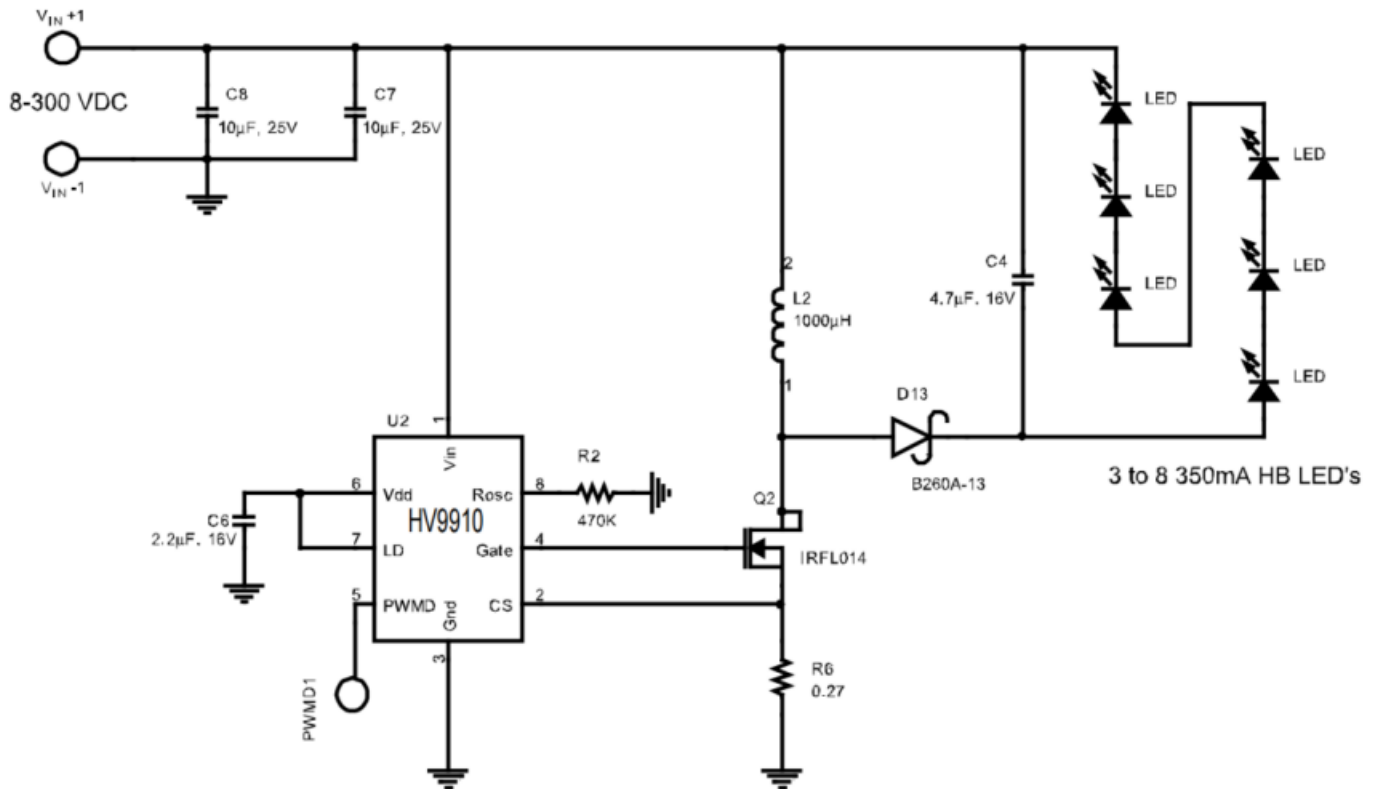 VIN +1
8-300 VDC
VIN -1
C8
10µF, 25V
C7
10µF, 25V
LED
LED
LED
LED
LED
LED
2
L2
1000µH
1
C4
4.7µF, 16V
D13
B260A-13
3 to 8 350mA HB LED's
U2
1
Vin
6
Vdd
Rosc
8
R2
470K
HV9910
C6
2.2µF, 16V
7
LD
Gate
4
Q2
IRFL014
5
PWMD
Gnd
CS
2
3
PWMD1
R6
0.27